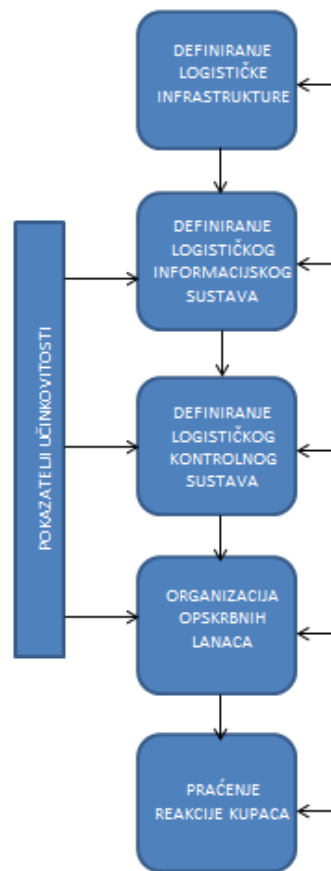 DEFINIRANJE
LOGISTIČKE
INFRASTRUKTURE
DEFINIRANJE
LOGISTIČKOG
INFORMACIJSKOG
SUSTAVA
POKAZATELJI UČINKOVITOSTI
DEFINIRANJE
LOGISTIČKOG
KONTROLNOG
SUSTAVA
ORGANIZACIJA
OPSKRBNIH
LANACA
PRAĆENJE
REAKCIJE KUPACA